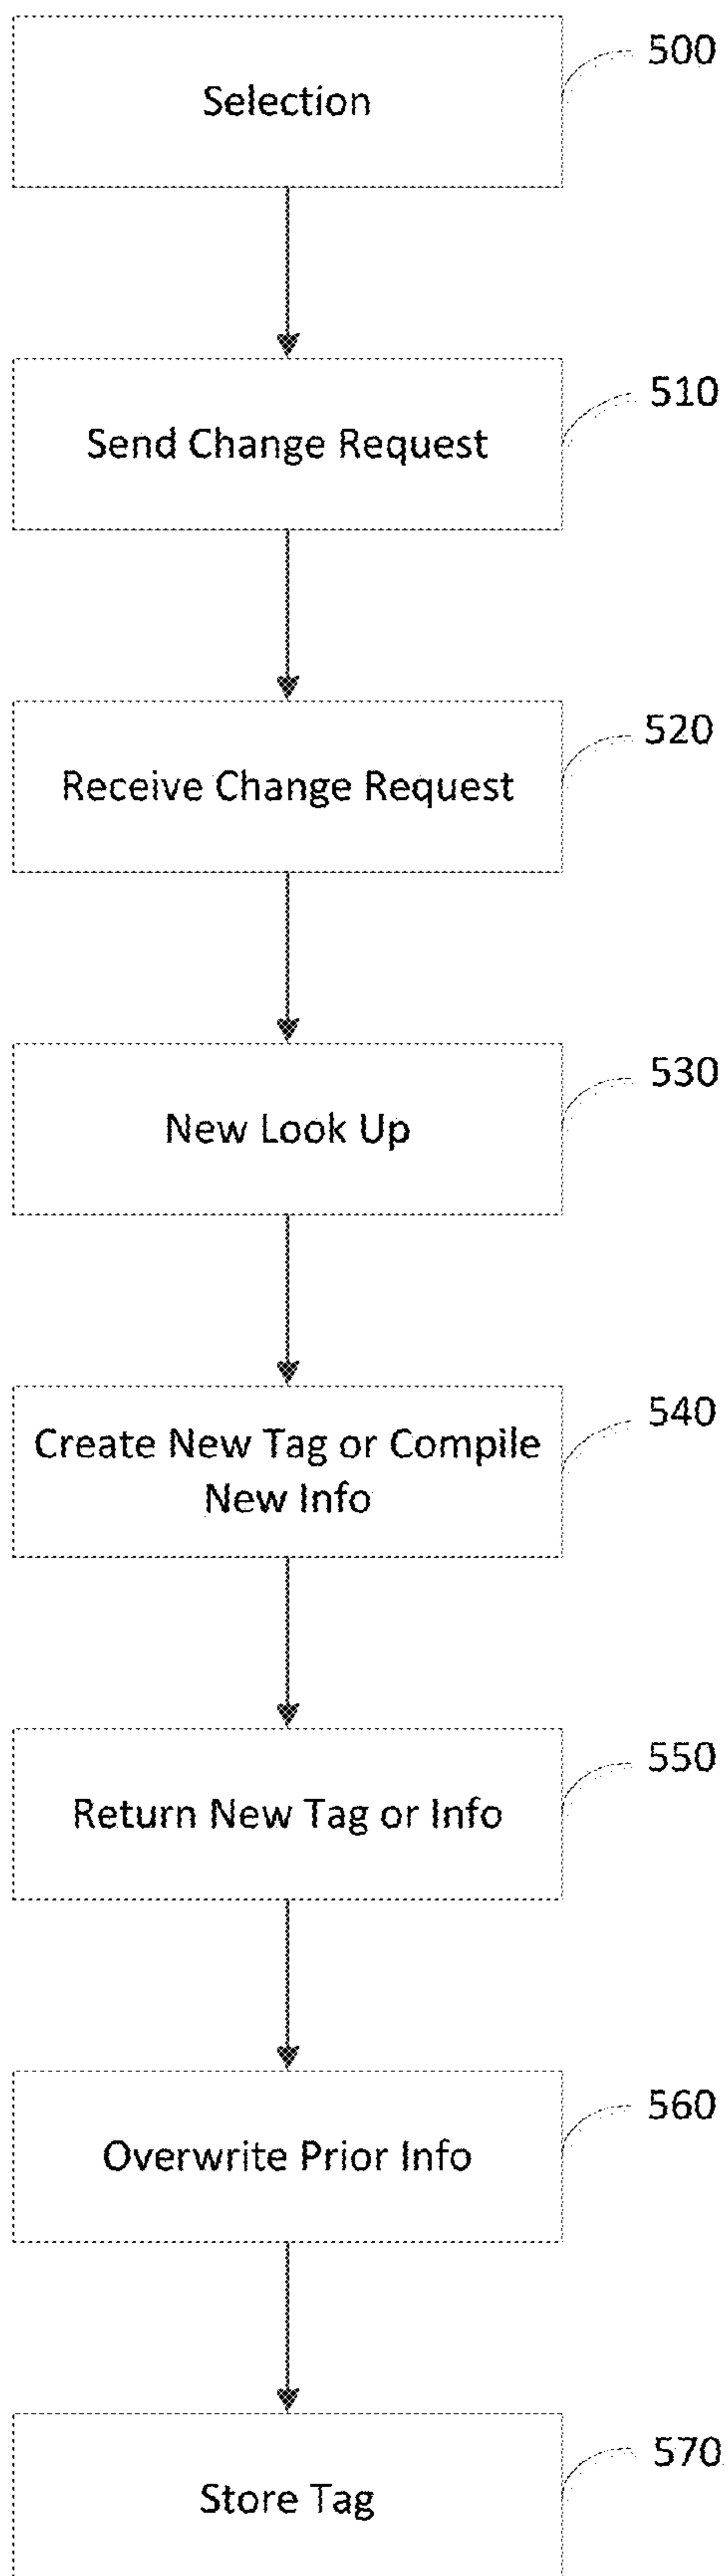 Selection
500
Send Change Request
510
Receive Change Request
520
New Look Up
530
Create New Tag or Compile
New Info
540
Return New Tag or Info
550
Overwrite Prior Info
560
Store Tag
570